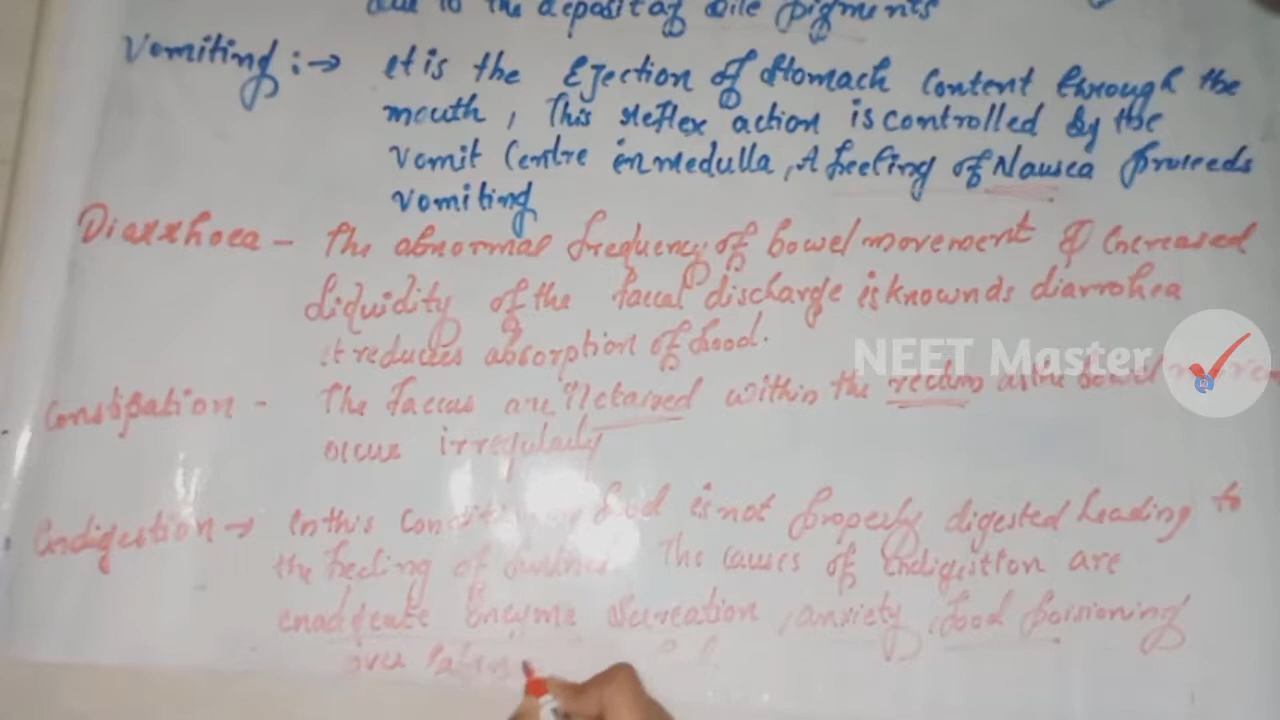 due to the deposit of bile pigments
Vomiting :→ It is the Ejection of stomach content through the
mouth, This reflex action is controlled by the
vomit Centre in medulla, A feeling of Nausea proceeds
vomiting
Diarrhoea - The abnormal frequency of bowel movement & Increased
liquidity of the faecal discharge is known as diarrohea
it reduces absorption of food.
NEET Master
Constipation - The faeces are retained within the rectum as the bowel
occur irregularly
Indigestion → In this food is not properly digested leading to
the feeling of The causes of Indigestion are
inadequate Enzyme secreation, anxiety, food poisioning
over